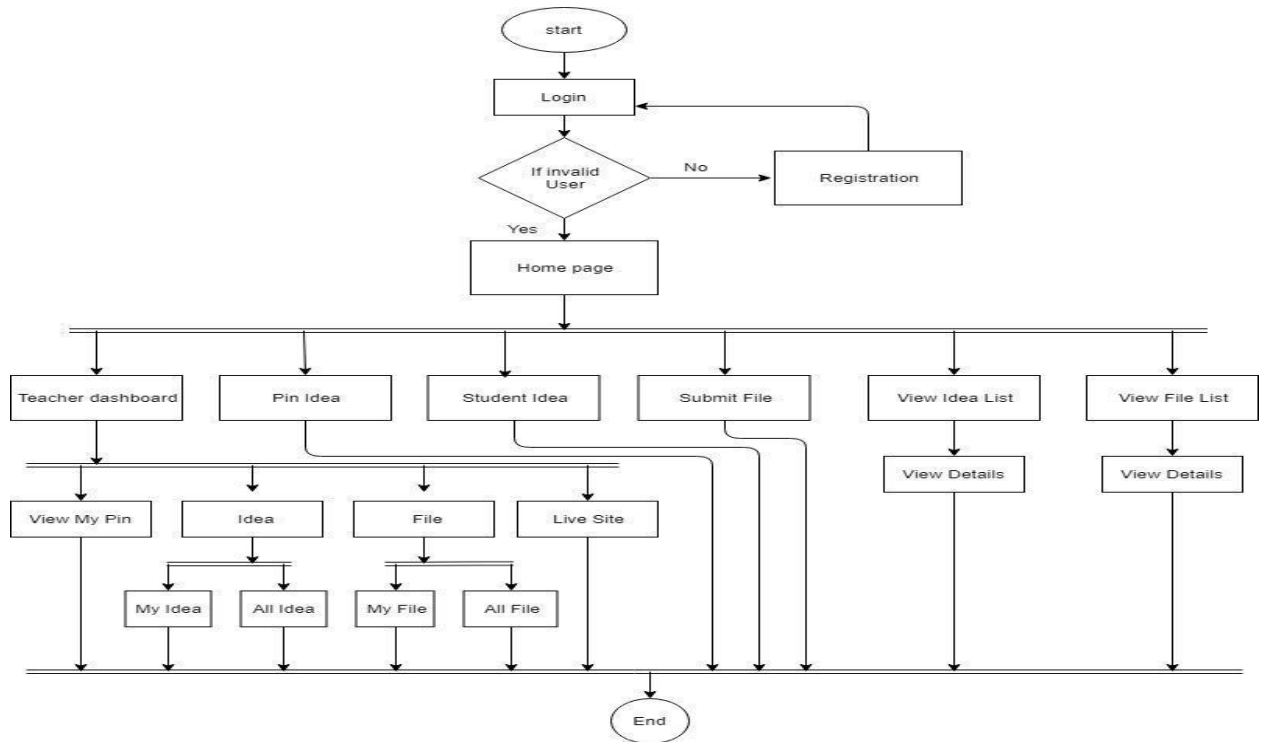 start
Login
If invalid
User
No
Registration
Yes
Home page
Teacher dashboard
Pin Idea
Student Idea
Submit File
View Idea List
View File List
View Details
View Details
View My Pin
Idea
File
Live Site
My Idea
All Idea
My File
All File
End